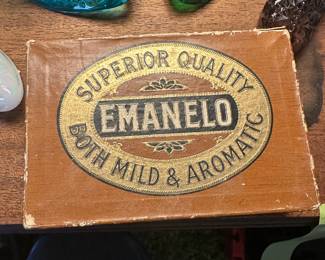 SUPERIOR QUALITY
EMANELO
BOTH MILD & AROMATIC